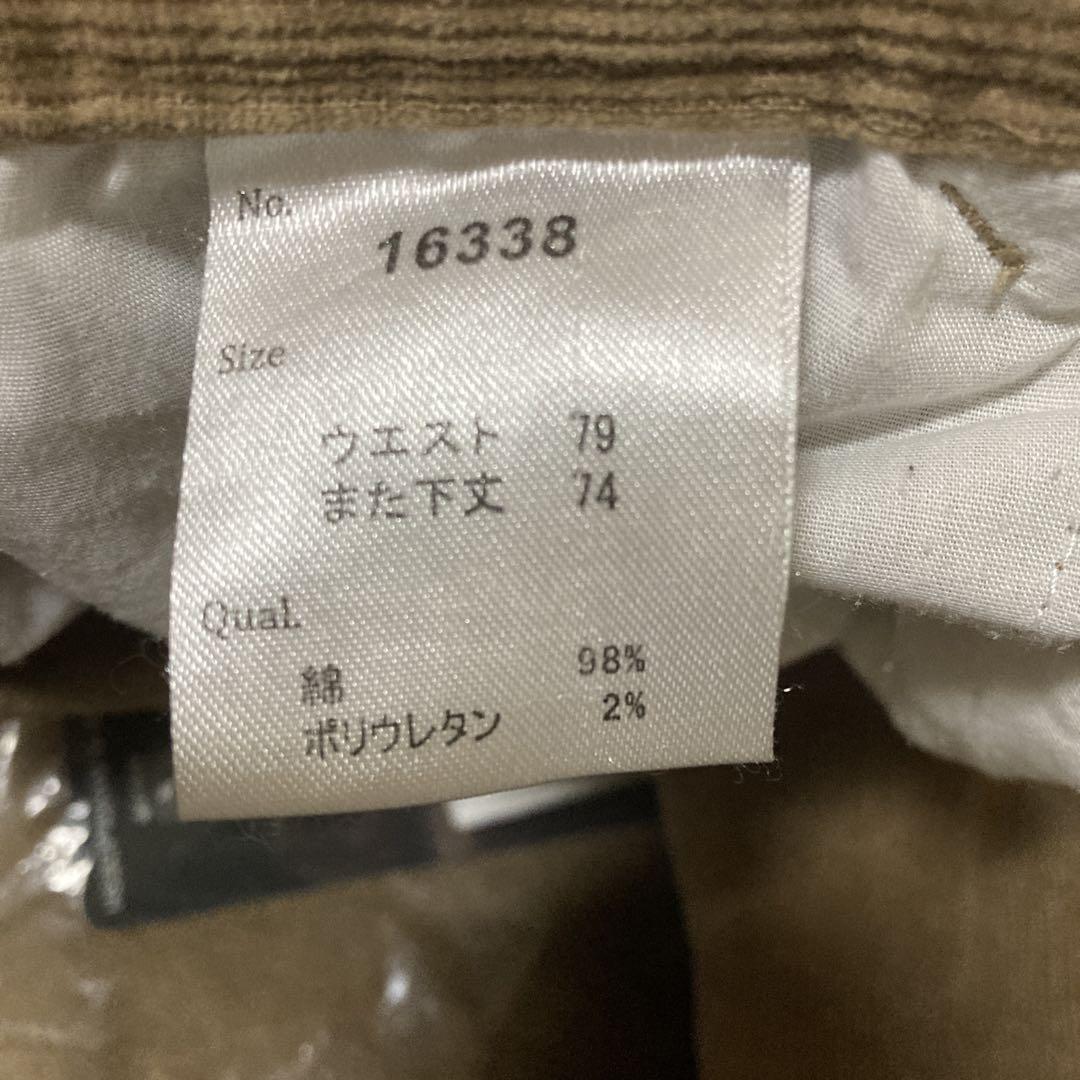 No.
16338
Size
ウエスト 79
また下丈 74
Qual.
綿 98%
ポリウレタン 2%